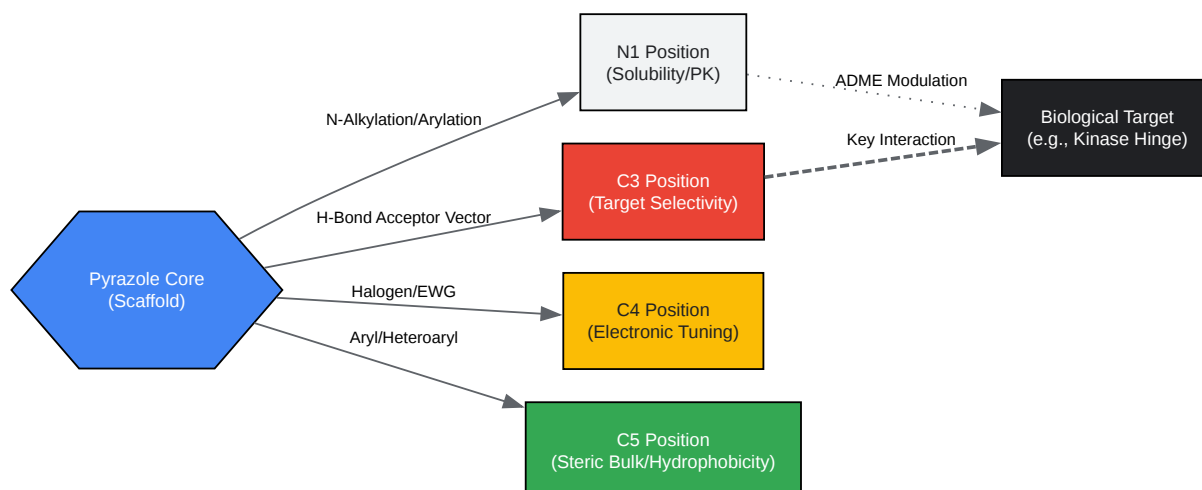 N1 Position
(Solubility/PK)
ADME Modulation
Biological Target
(e.g., Kinase Hinge)
N-Alkylation/Arylation
Key Interaction
C3 Position
(Target Selectivity)
H-Bond Acceptor Vector
Pyrazole Core
(Scaffold)
Halogen/EWG
C4 Position
(Electronic Tuning)
Aryl/Heteroaryl
C5 Position
(Steric Bulk/Hydrophobicity)